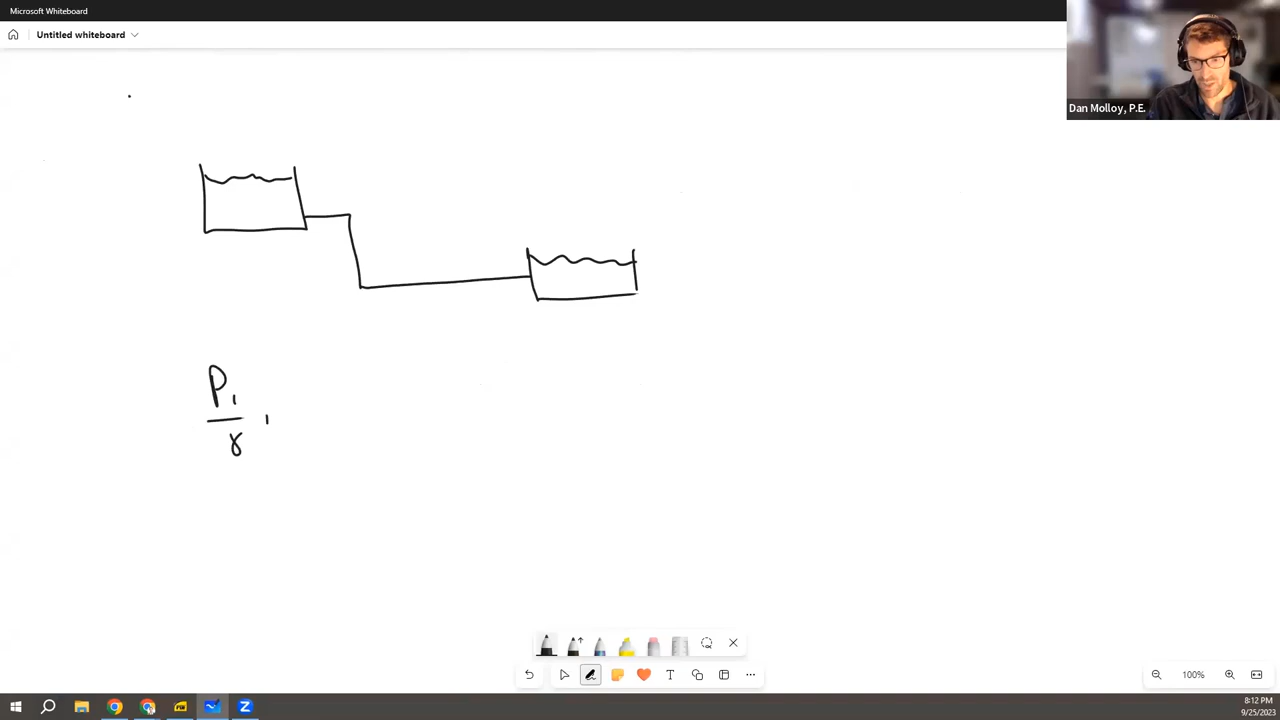 Microsoft Whiteboard
Untitled whiteboard
Dan Molloy, P.E.
P₁
γ
100%
8:12 PM
9/25/2023